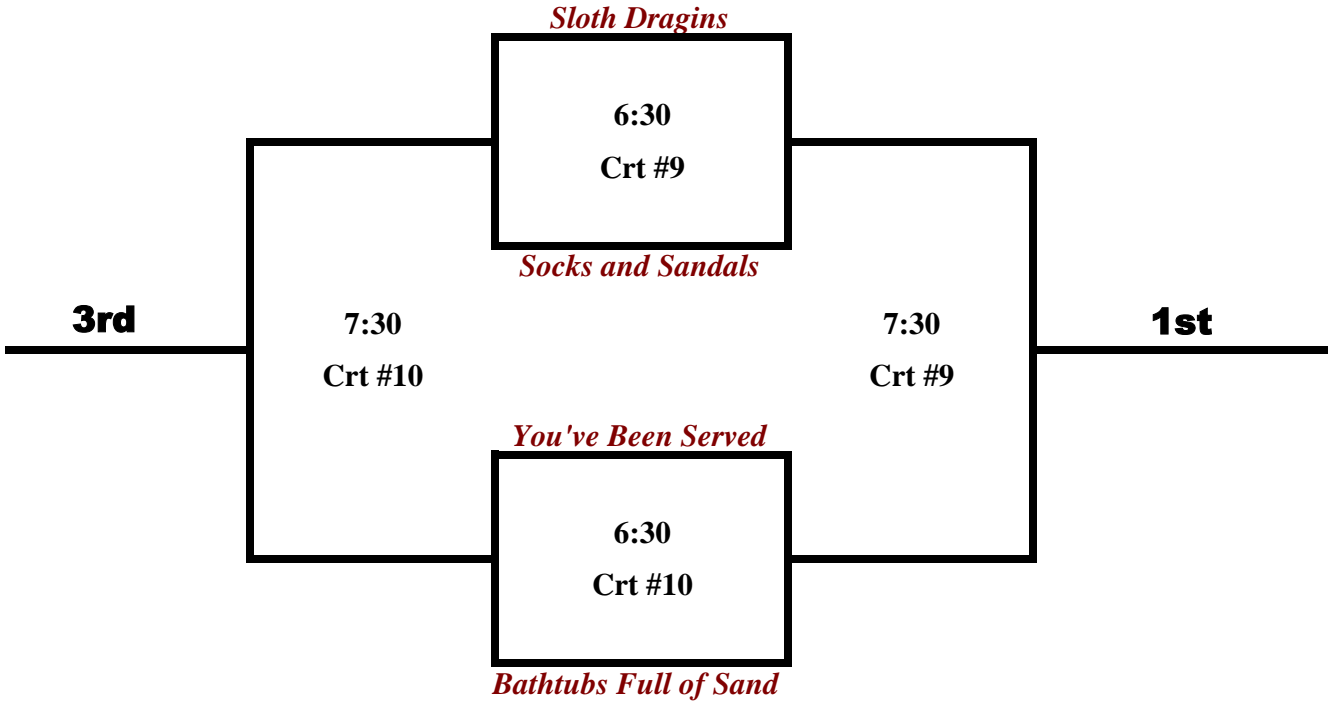 Sloth Dragins
6:30
Crt #9
Socks and Sandals
3rd
7:30
Crt #10
7:30
Crt #9
1st
You've Been Served
6:30
Crt #10
Bathtubs Full of Sand